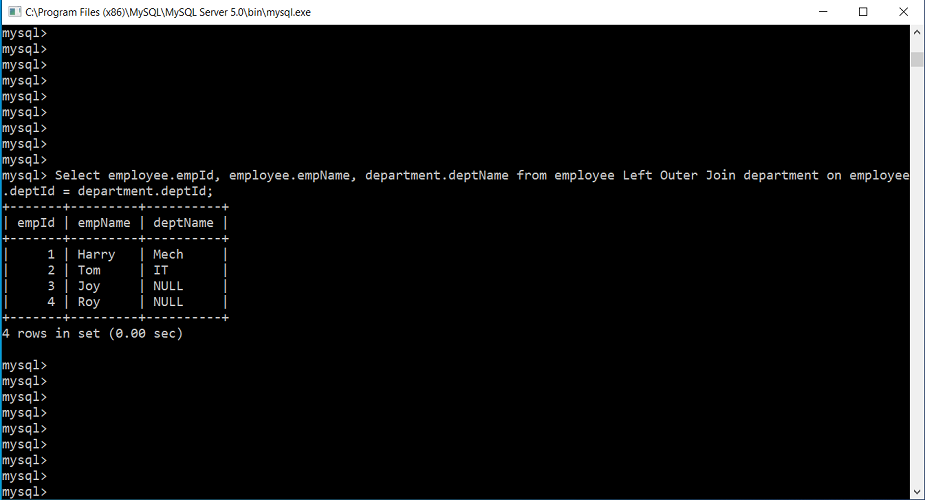 C:\Program Files (x86)\MySQL\MySQL Server 5.0\bin\mysql.exe
mysql>
mysql>
mysql>
mysql>
mysql>
mysql>
mysql>
mysql>
mysql>
mysql> Select employee.empId, employee.empName, department.deptName from employee Left Outer Join department on employee
.deptId = department.deptId;
+-------+---------+----------+
| empId | empName | deptName |
+-------+---------+----------+
|     1 | Harry   | Mech     |
|     2 | Tom     | IT       |
|     3 | Joy     | NULL     |
|     4 | Roy     | NULL     |
+-------+---------+----------+
4 rows in set (0.00 sec)
mysql>
mysql>
mysql>
mysql>
mysql>
mysql>
mysql>
mysql>
mysql>